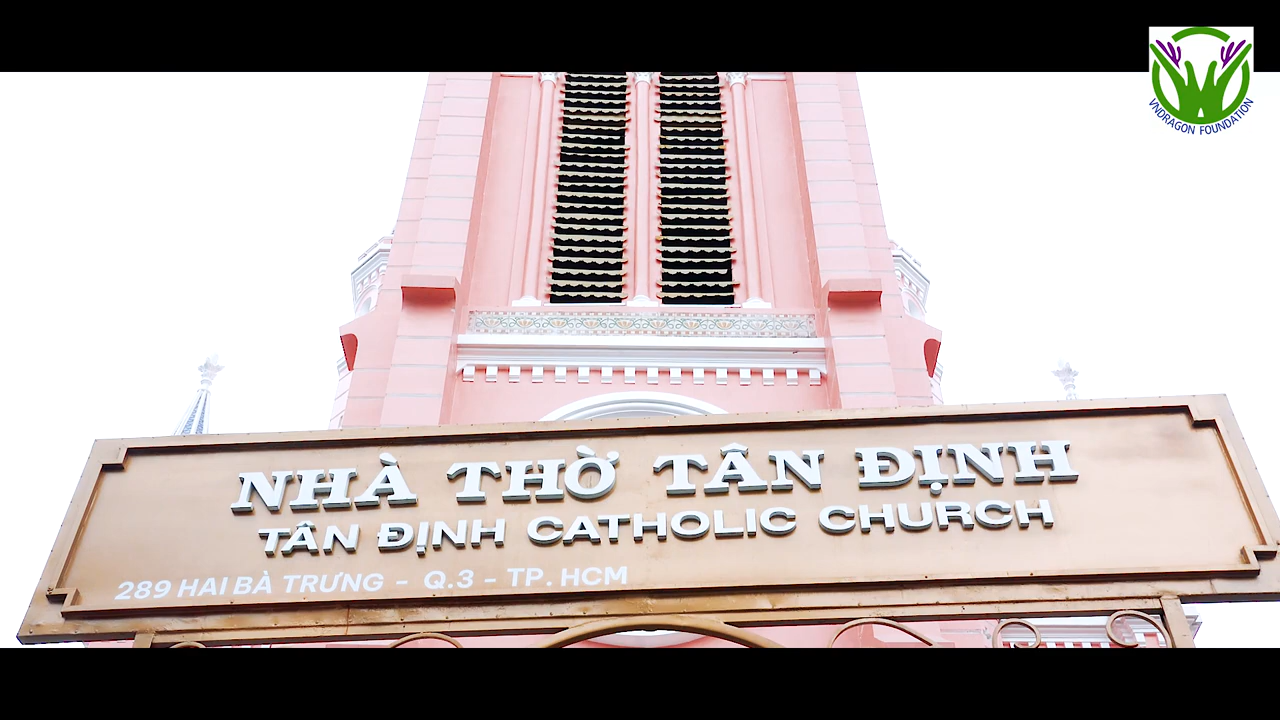 VNDRAGON FOUNDATION
NHÀ THỜ TÂN ĐỊNH
TÂN ĐỊNH CATHOLIC CHURCH
289 HAI BÀ TRƯNG - Q.3 - TP. HCM